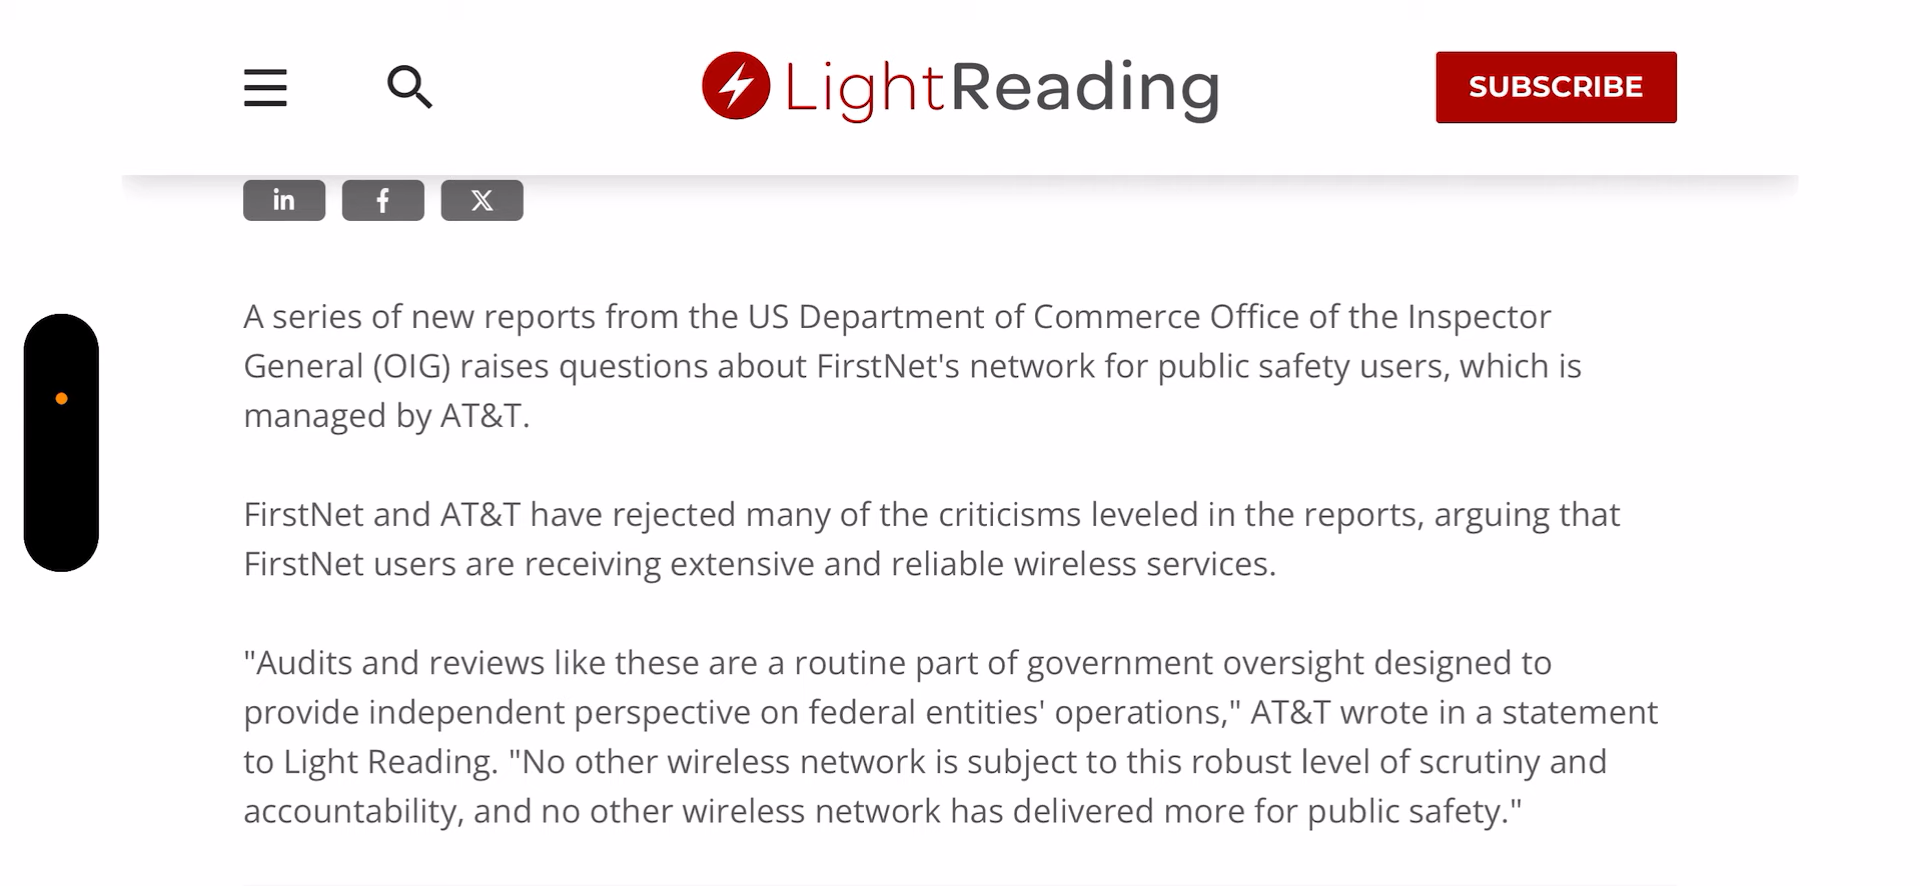 LightReading
SUBSCRIBE
in f X
A series of new reports from the US Department of Commerce Office of the Inspector
General (OIG) raises questions about FirstNet's network for public safety users, which is
managed by AT&T.
FirstNet and AT&T have rejected many of the criticisms leveled in the reports, arguing that
FirstNet users are receiving extensive and reliable wireless services.
"Audits and reviews like these are a routine part of government oversight designed to
provide independent perspective on federal entities' operations," AT&T wrote in a statement
to Light Reading. "No other wireless network is subject to this robust level of scrutiny and
accountability, and no other wireless network has delivered more for public safety."